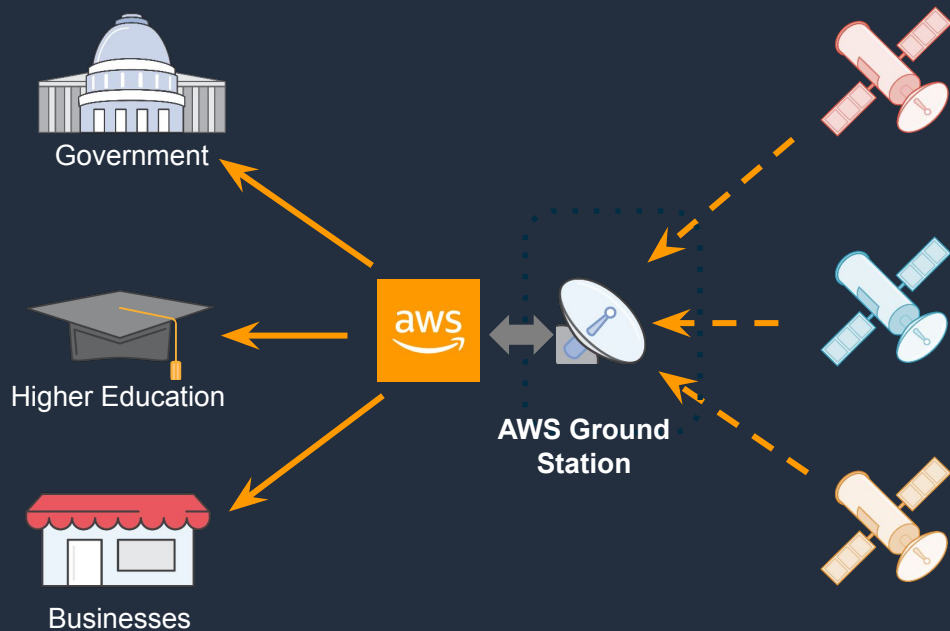 Government
aws
Higher Education
AWS Ground
Station
Businesses